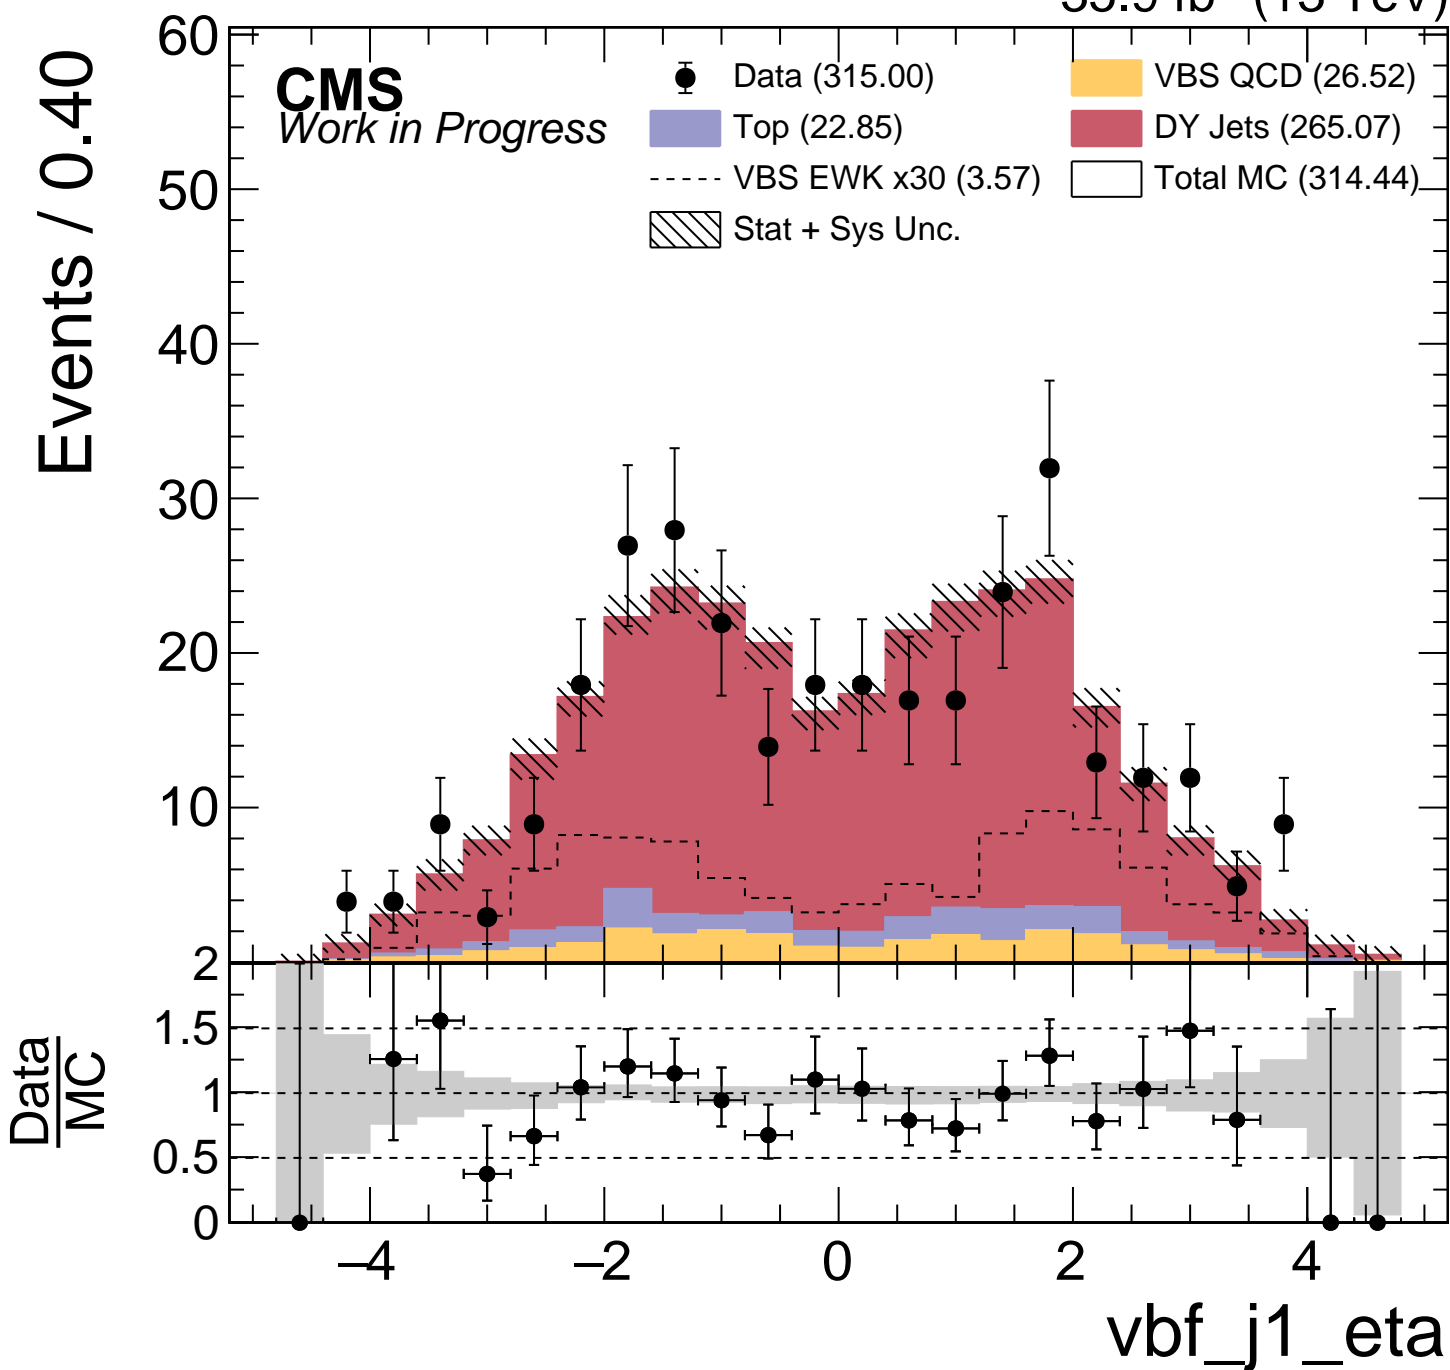 (13 TeV)
Events / 0.40
60
50
40
30
20
10
CMS
Work in Progress
Data (315.00)
VBS QCD (26.52)
Top (22.85)
DY Jets (265.07)
VBS EWK x30 (3.57)
Total MC (314.44)
Stat + Sys Unc.
Data
MC
2
1.5
1
0.5
0
−4
−2
0
2
4
vbf_j1_eta